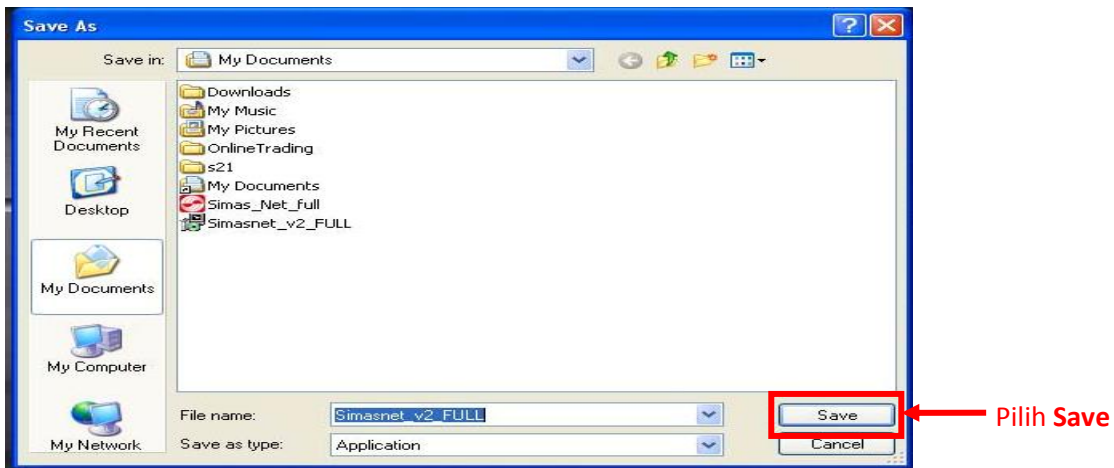 Save As
Save in:
My Documents
My Recent Documents
Desktop
My Documents
My Computer
My Network
Downloads
My Music
My Pictures
OnlineTrading
s21
My Documents
Simas_Net_full
Simasnet_v2_FULL
File name:
Simasnet_v2_FULL
Save
Save as type:
Application
Cancel
Pilih Save